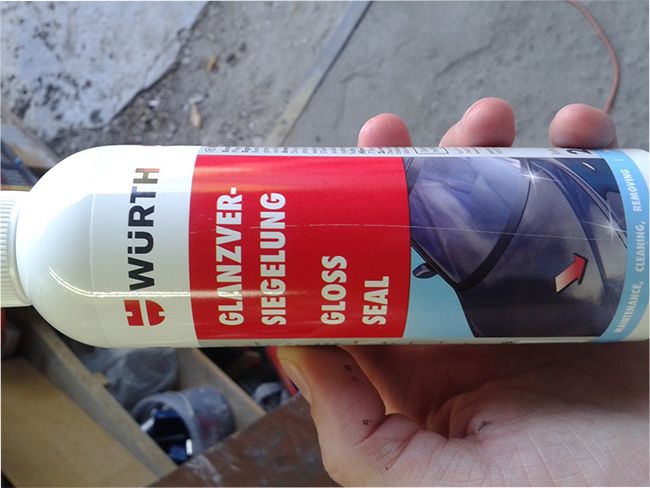 WÜRTH
GLANZVER-
SIEGELUNG
GLOSS
SEAL
MAINTENANCE, CLEANING, REMOVING